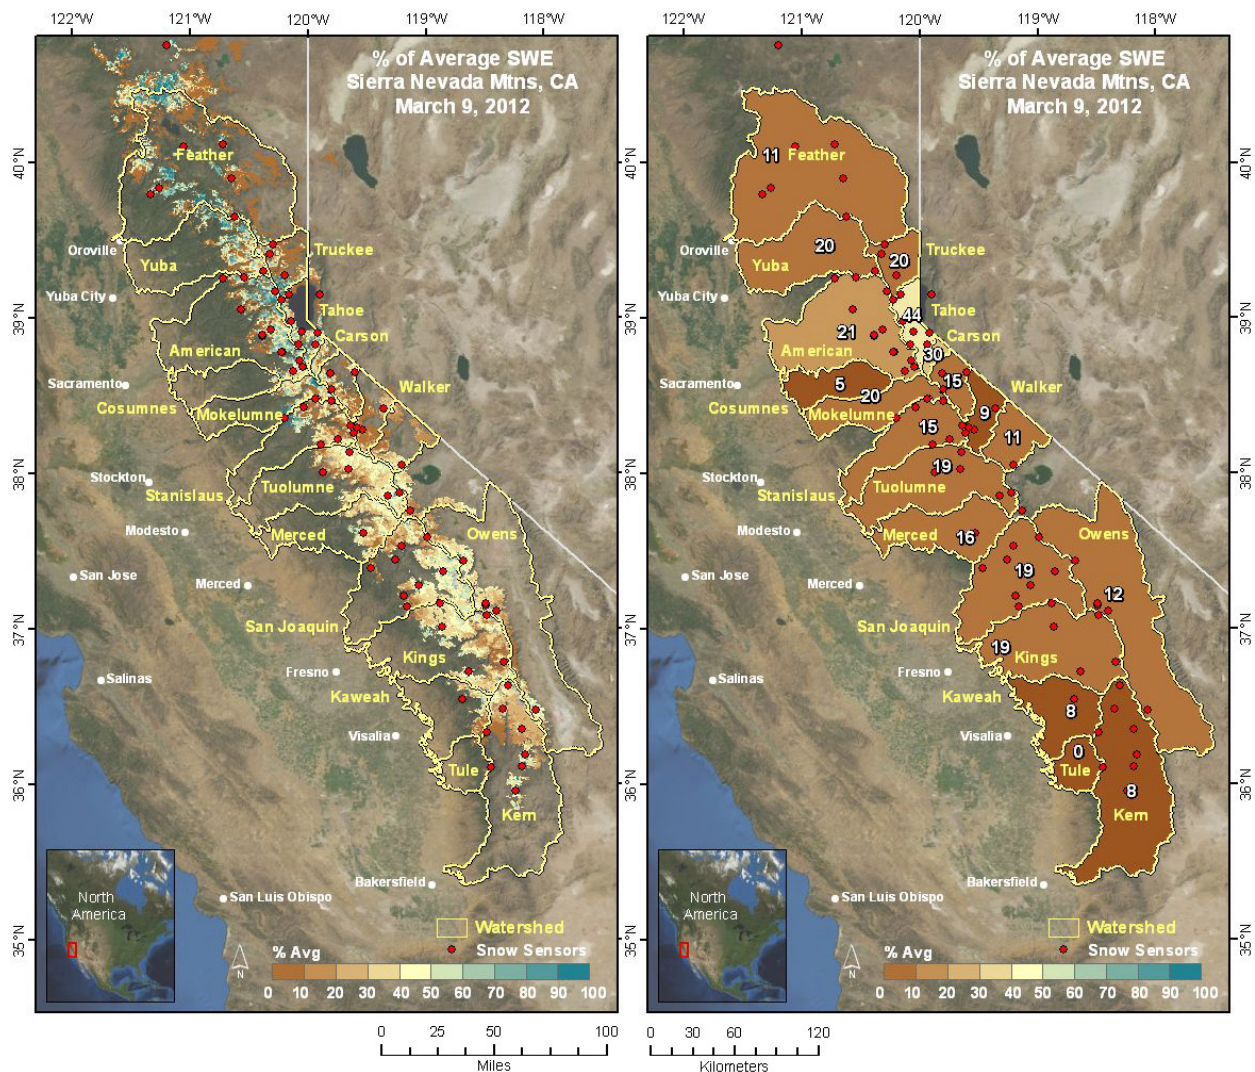 122°W 121°W 120°W 119°W 118°W
122°W 121°W 120°W 119°W 118°W
% of Average SWE
Sierra Nevada Mtns, CA
March 9, 2012
40°N
39°N
38°N
37°N
36°N
35°N
Feather
Oroville
Yuba
Truckee
Yuba City
Tahoe
Carson
American
Sacramento
Walker
Cosumnes
Mokelumne
Stockton
Tuolumne
Stanislaus
Modesto
Merced
Owens
San Jose
Merced
San Joaquin
Kings
Fresno
Salinas
Kaweah
Visalia
Tule
Kern
Bakersfield
San Luis Obispo
North
America
Watershed
N
% Avg
Snow Sensors
0 10 20 30 40 50 60 70 80 90 100
0 25 50 100
Miles
% of Average SWE
Sierra Nevada Mtns, CA
March 9, 2012
40°N
39°N
38°N
37°N
36°N
35°N
40°N
39°N
38°N
37°N
36°N
35°N
11 Feather
Oroville
20
Truckee
Yuba
20
Yuba City
44
Tahoe
21
Carson
American
30
Sacramento
5
15
Walker
20
Cosumnes
Mokelumne
9
15
11
Stockton
19
Tuolumne
Stanislaus
Modesto
Merced
16
Owens
San Jose
Merced
19
12
San Joaquin
19
Kings
Fresno
Salinas
Kaweah
8
Visalia
0
Tule
8
Kern
Bakersfield
San Luis Obispo
North
America
Watershed
N
% Avg
Snow Sensors
0 10 20 30 40 50 60 70 80 90 100
0 30 60 120
Kilometers